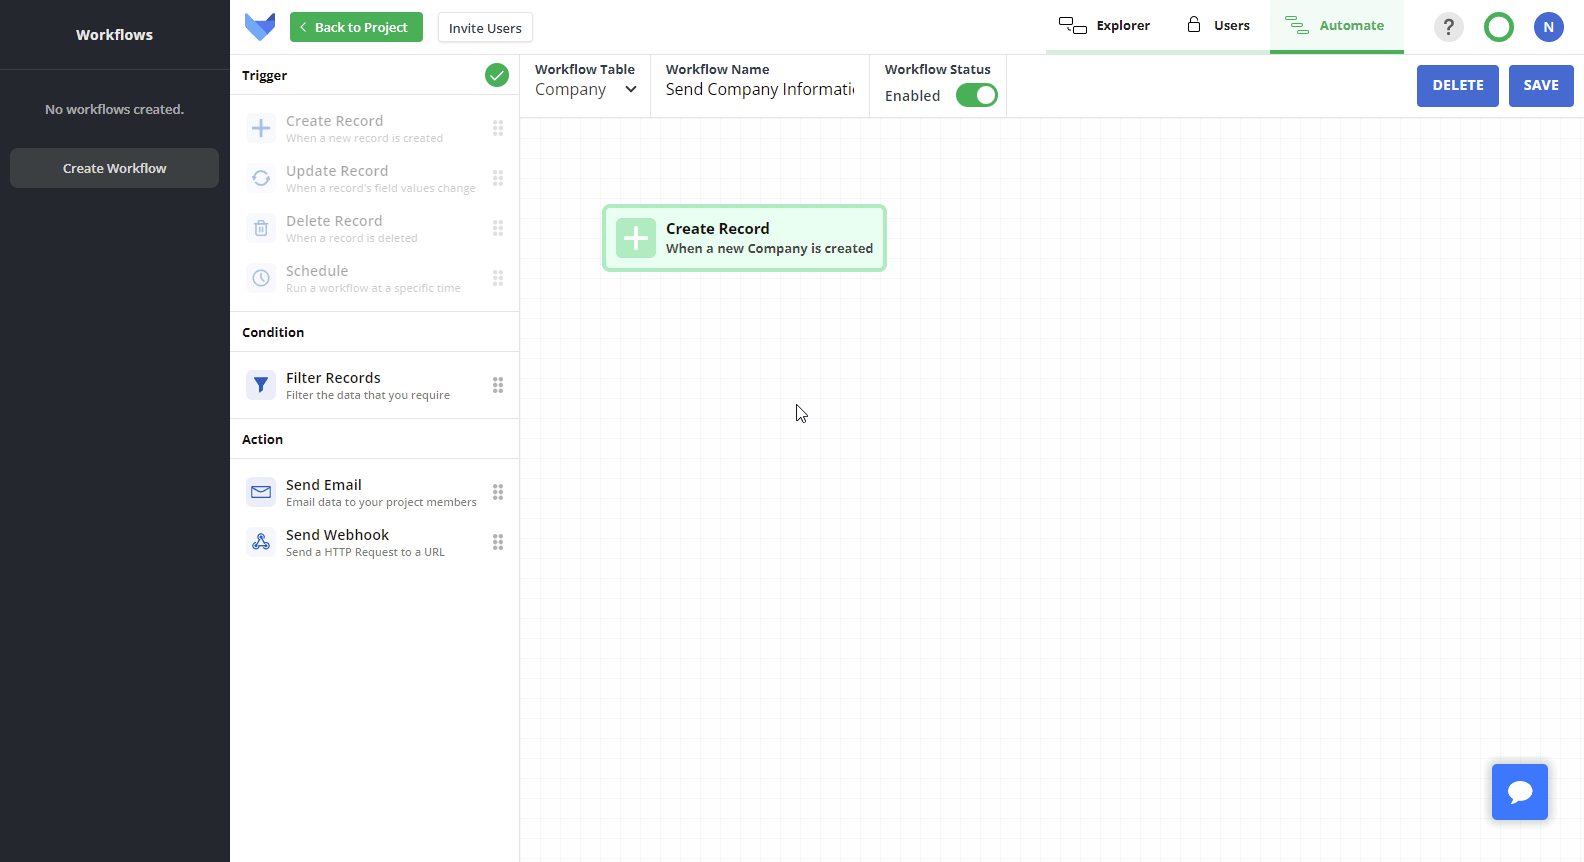 Workflows
No workflows created.
Create Workflow
Back to Project
Invite Users
Explorer
Users
Automate
?
N
Trigger
Create Record
When a new record is created
Update Record
When a record's field values change
Delete Record
When a record is deleted
Schedule
Run a workflow at a specific time
Condition
Filter Records
Filter the data that you require
Action
Send Email
Email data to your project members
Send Webhook
Send a HTTP Request to a URL
Workflow Table
Company
Workflow Name
Send Company Informati
Workflow Status
Enabled
DELETE
SAVE
Create Record
When a new Company is created